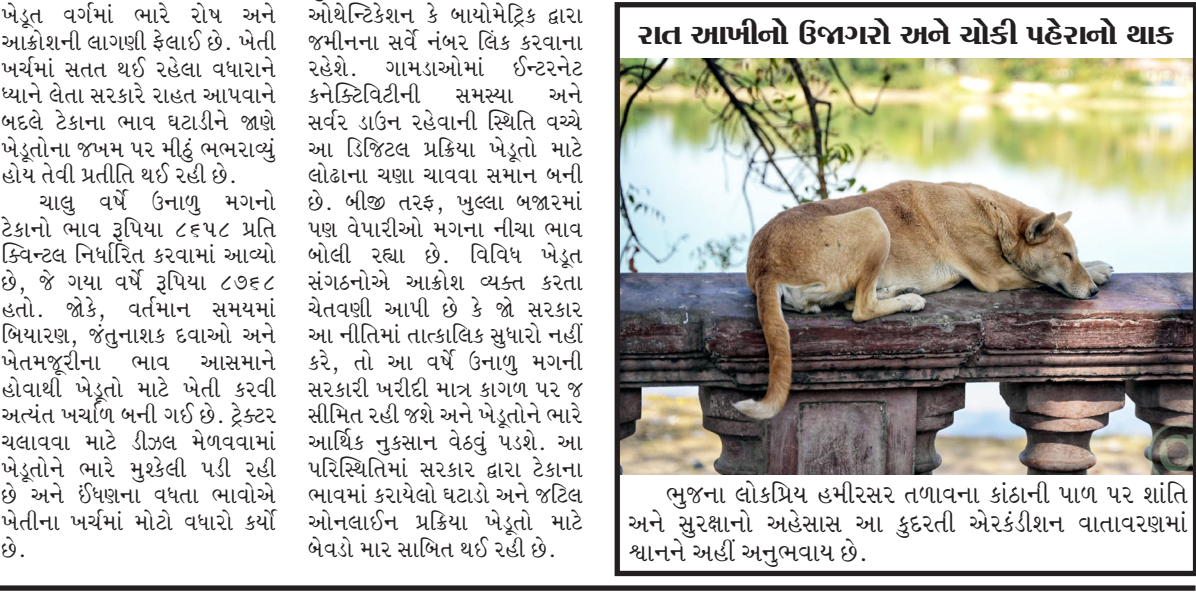 ખેડૂત વર્ગમાં ભારે રોષ અને
આક્રોશની લાગણી ફેલાઈ છે. ખેતી
ખર્ચમાં સતત થઈ રહેલા વધારાને
ધ્યાને લેતા સરકારે રાહત આપવાને
બદલે ટેકાના ભાવ ઘટાડીને જાણે
ખેડૂતોના જખમ પર મીઠું ભભરાવ્યું
હોય તેવી પ્રતીતિ થઈ રહી છે.
ચાલુ વર્ષે ઉનાળુ મગનો
ટેકાનો ભાવ રૂપિયા ૮૬૫૮ પ્રતિ
ક્વિન્ટલ નિર્ધારિત કરવામાં આવ્યો
છે, જે ગયા વર્ષે રૂપિયા ૮૭૬૮
હતો. જોકે, વર્તમાન સમયમાં
બિયારણ, જંતુનાશક દવાઓ અને
ખેતમજૂરીના ભાવ આસમાને
હોવાથી ખેડૂતો માટે ખેતી કરવી
અત્યંત ખર્ચાળ બની ગઈ છે. ટ્રેક્ટર
ચલાવવા માટે ડીઝલ મેળવવામાં
ખેડૂતોને ભારે મુશ્કેલી પડી રહી
છે અને ઈંધણના વધતા ભાવોએ
ખેતીના ખર્ચમાં મોટો વધારો કર્યો
છે.
ઓથેન્ટિકેશન કે બાયોમેટ્રિક દ્વારા
જમીનના સર્વે નંબર લિંક કરવાના
રહેશે. ગામડાઓમાં ઈન્ટરનેટ
કનેક્ટિવિટીની સમસ્યા અને
સર્વર ડાઉન રહેવાની સ્થિતિ વચ્ચે
આ ડિજિટલ પ્રક્રિયા ખેડૂતો માટે
લોઢાના ચણા ચાવવા સમાન બની
છે. બીજી તરફ, ખુલ્લા બજારમાં
પણ વેપારીઓ મગના નીચા ભાવ
બોલી રહ્યા છે. વિવિધ ખેડૂત
સંગઠનોએ આક્રોશ વ્યક્ત કરતા
ચેતવણી આપી છે કે જો સરકાર
આ નીતિમાં તાત્કાલિક સુધારો નહીં
કરે, તો આ વર્ષે ઉનાળુ મગની
સરકારી ખરીદી માત્ર કાગળ પર જ
સીમિત રહી જશે અને ખેડૂતોને ભારે
આર્થિક નુકસાન વેઠવું પડશે. આ
પરિસ્થિતિમાં સરકાર દ્વારા ટેકાના
ભાવમાં કરાયેલો ઘટાડો અને જટિલ
ઓનલાઈન પ્રક્રિયા ખેડૂતો માટે
બેવડો માર સાબિત થઈ રહી છે.
રાત આખીનો ઉજાગરો અને ચોકી પહેરાનો થાક
ભુજના લોકપ્રિય હમીરસર તળાવના કાંઠાની પાળ પર શાંતિ
અને સુરક્ષાનો અહેસાસ આ કુદરતી એરકંડીશન વાતાવરણમાં
શ્વાનને અહીં અનુભવાય છે.